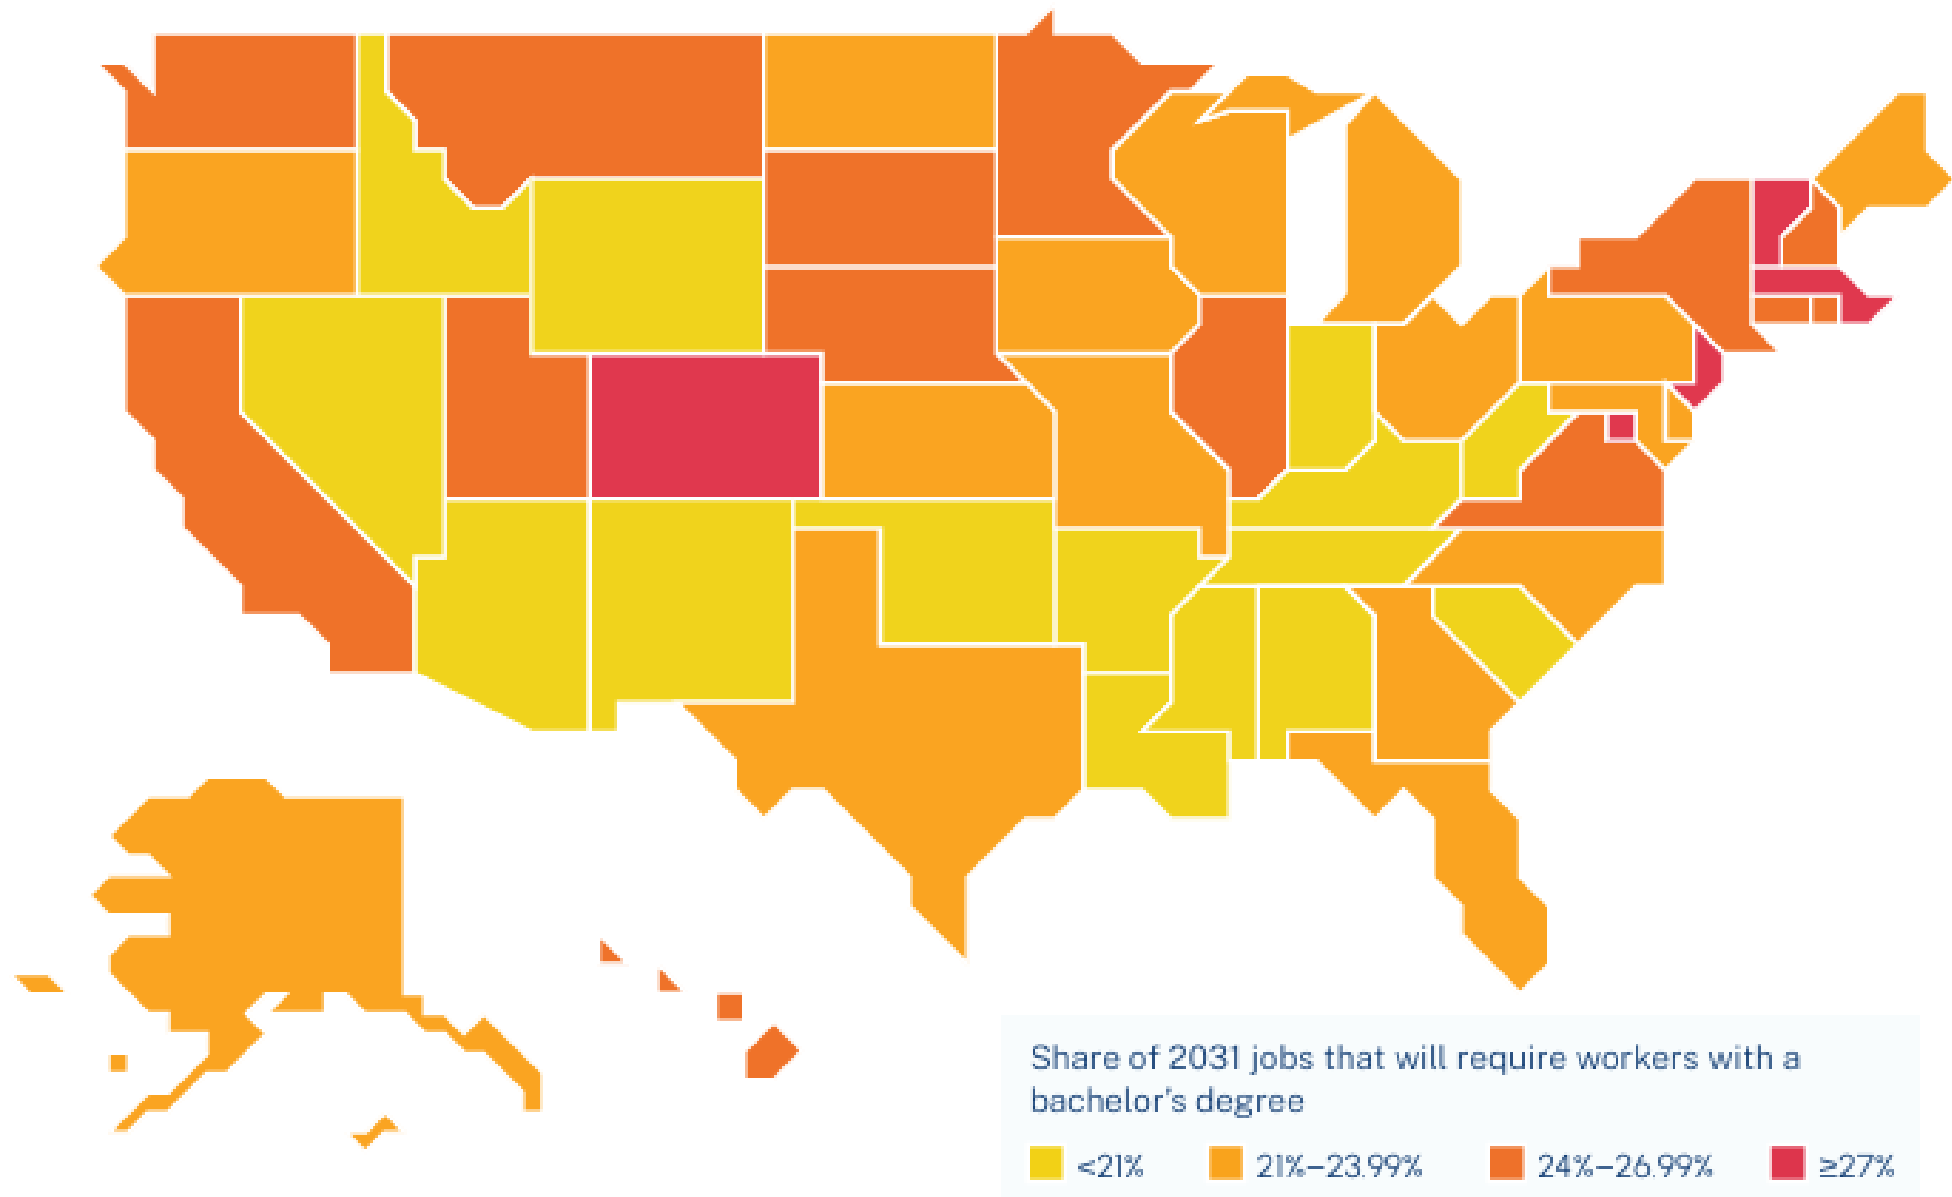 Share of 2031 jobs that will require workers with a
bachelor's degree
<21% 21%–23.99% 24%–26.99% ≥27%